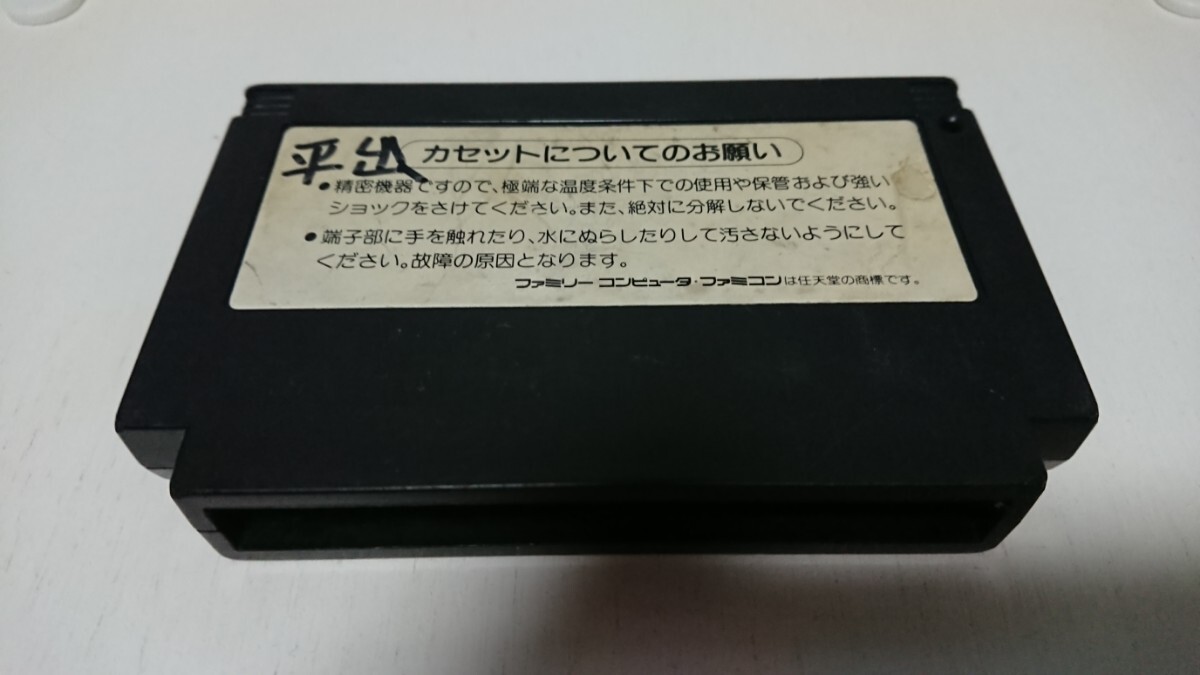 平出
カセットについてのお願い
●精密機器ですので、極端な温度条件下での使用や保管および強い
ショックをさけてください。また、絶対に分解しないでください。
●端子部に手を触れたり、水にぬらしたりして汚さないようにして
ください。故障の原因となります。
ファミリー コンピュータ・ファミコンは任天堂の商標です。